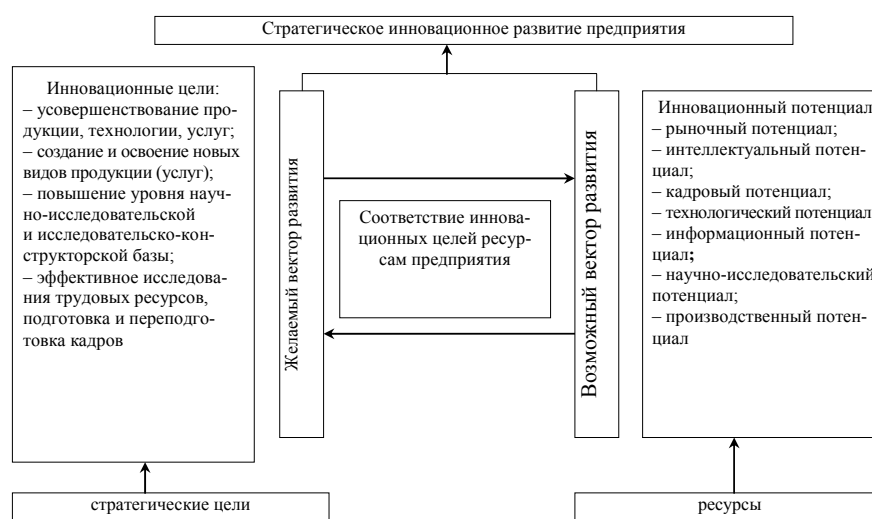 Стратегическое инновационное развитие предприятия
Инновационные цели:
– усовершенствование про-
дукции, технологии, услуг;
– создание и освоение новых
видов продукции (услуг);
– повышение уровня науч-
но-исследовательской
и исследовательско-кон-
структорской базы;
– эффективное исследова-
ния трудовых ресурсов,
подготовка и переподго-
товка кадров
Желаемый вектор развития
Соответствие иннова-
ционных целей ресур-
сам предприятия
Возможный вектор развития
Инновационный потенциал
– рыночный потенциал;
– интеллектуальный потен-
циал;
– кадровый потенциал;
– технологический потенциал
– информационный потен-
циал;
– научно-исследовательский
потенциал;
– производственный потен-
циал
стратегические цели
ресурсы